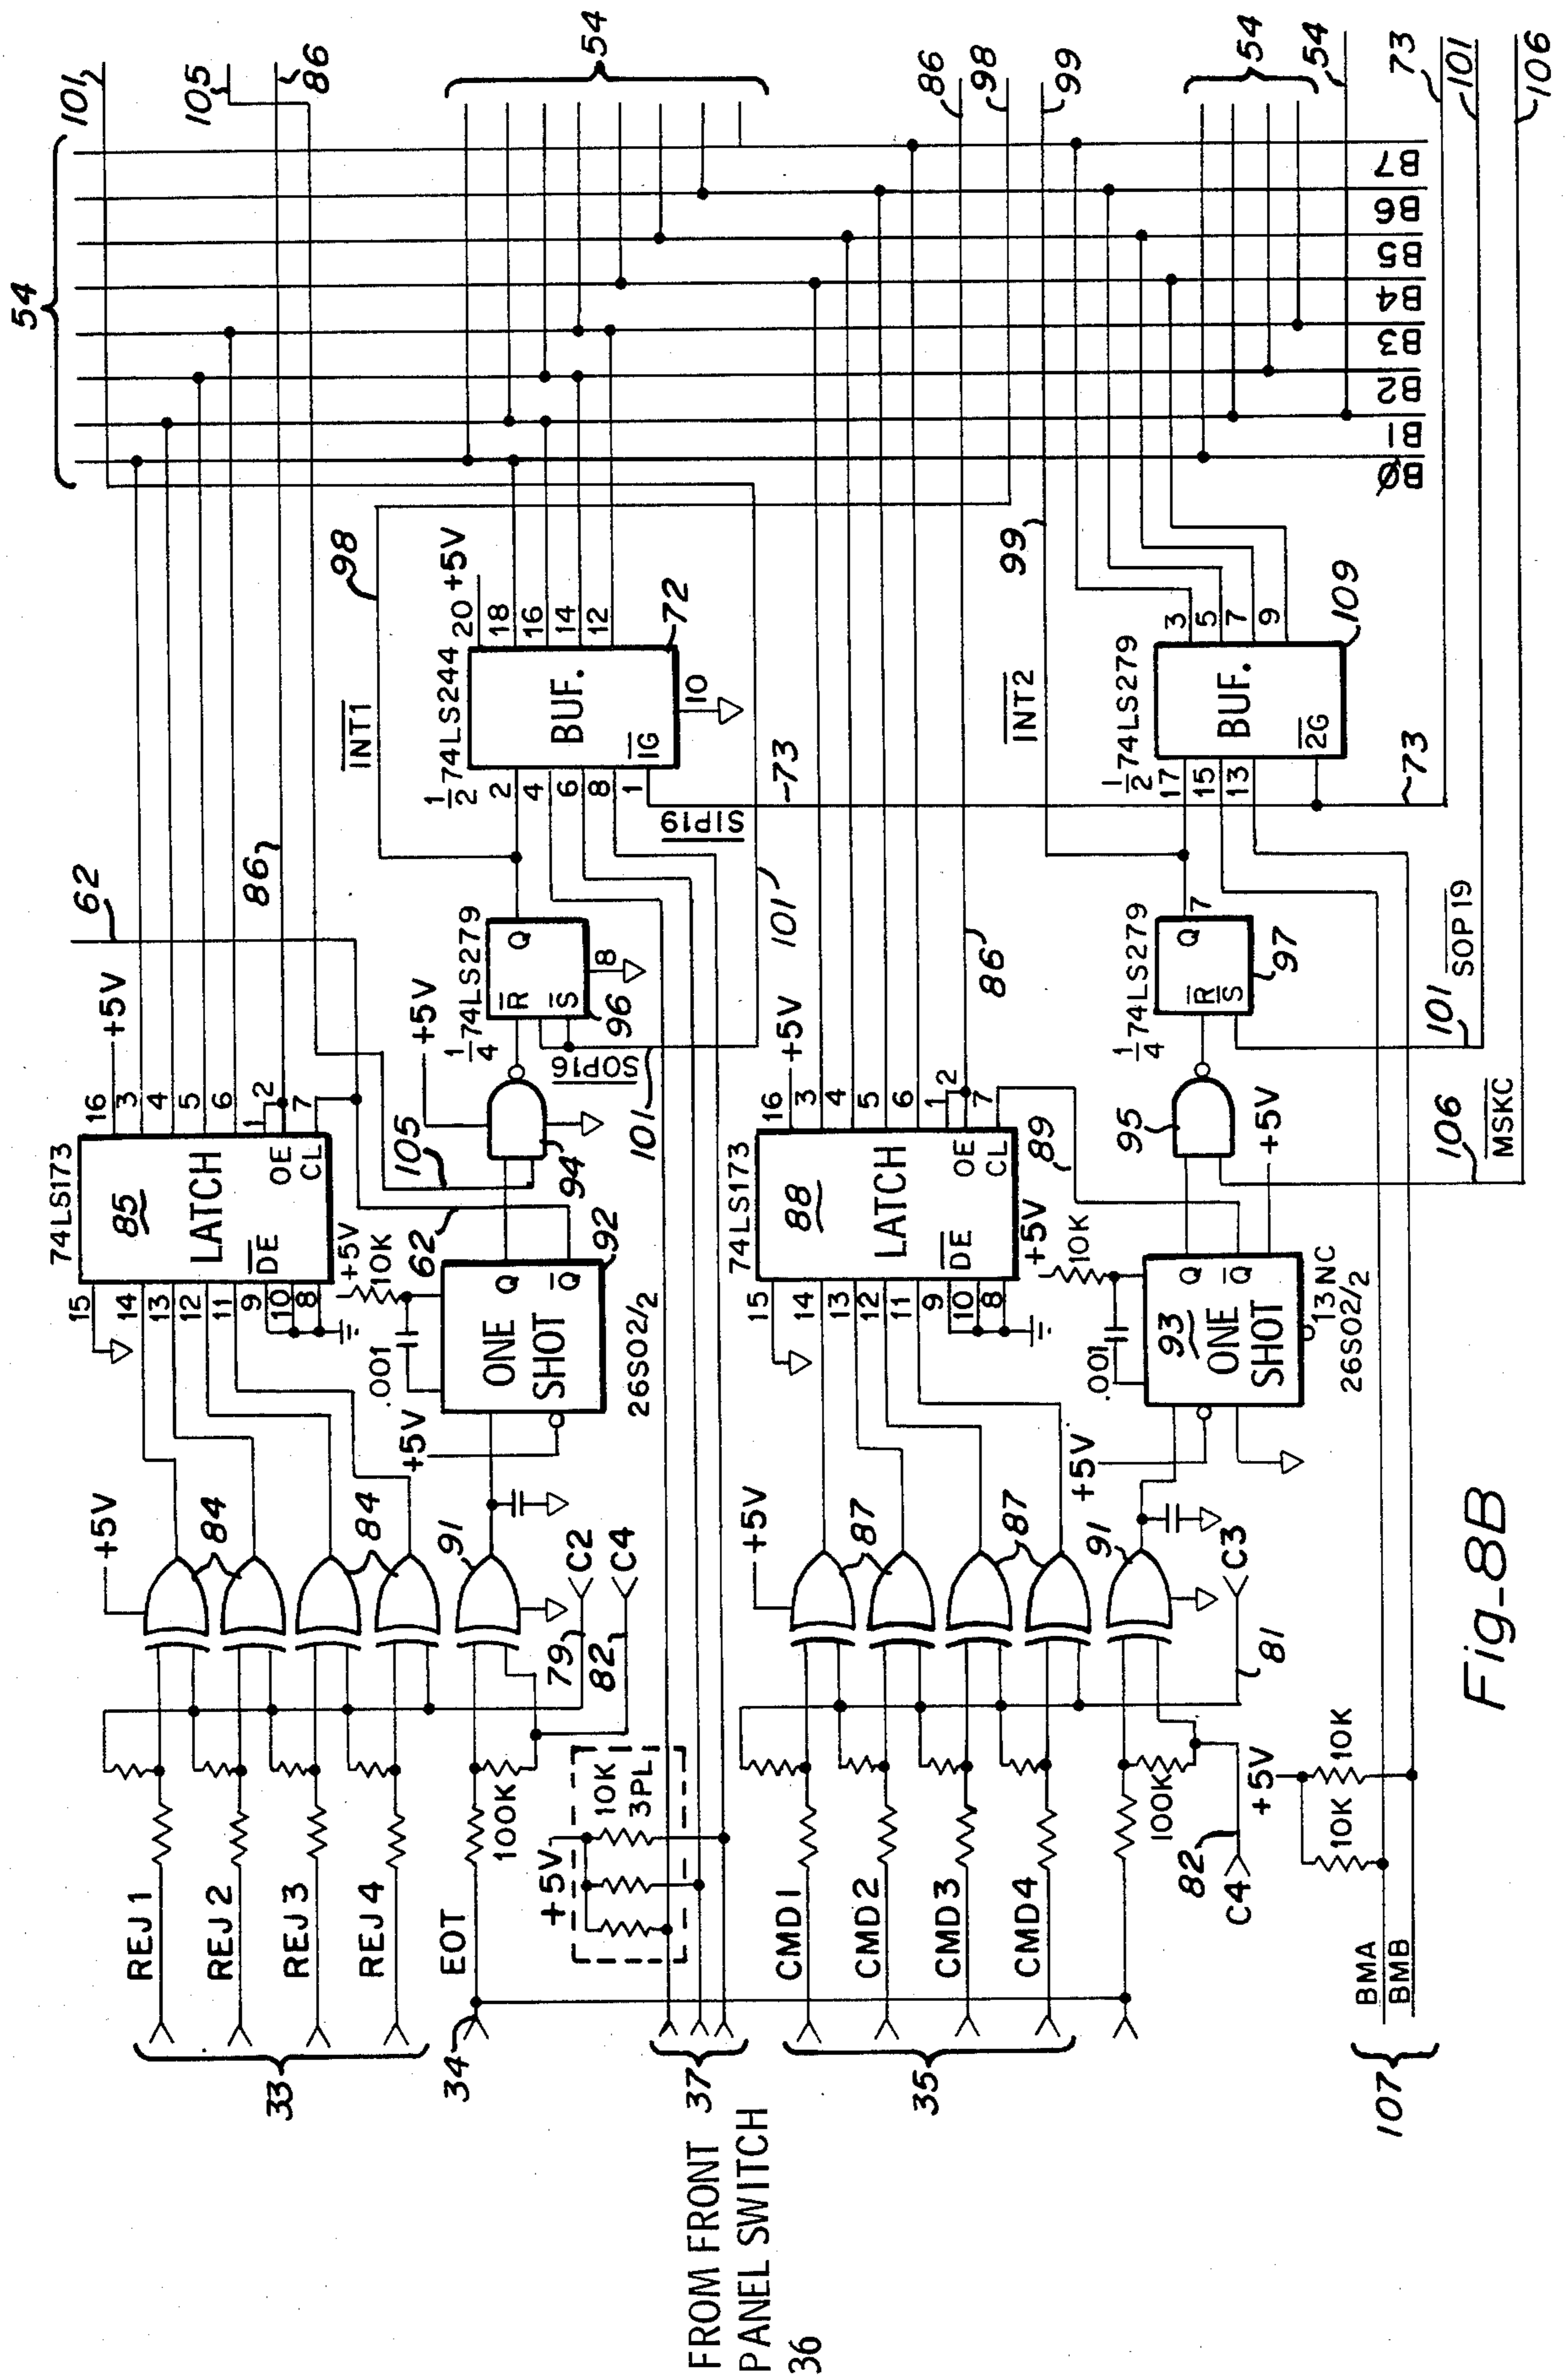 54
101
105
86
54
86
98
99
54
54
73
101
106
B7
B6
B5
B4
B3
B2
B1
BØ
62
86
98
+5V
74LS173
16
3
4
5
6
1
2
7
85
LATCH
OE
CL
DE
15
14
13
12
11
9
10
8
105
62
+5V
10K
.001
ONE
SHOT
Q
Q
92
26S02/2
+5V
+5V
84
84
91
C2
C4
79
82
REJ 1
REJ 2
REJ 3
REJ 4
EOT
33
34
100K
+5V
10K
3PL
37
FROM FRONT
PANEL SWITCH
36
+5V
94
1/4 74LS279
R
S
Q
8
96
SOP16
101
INT1
1/2 74LS244
BUF.
1G
20 +5V
18
16
14
12
2
4
6
8
1
10
72
SIP19
73
101
74LS173
+5V
16
3
4
5
6
1
2
7
88
LATCH
OE
CL
DE
15
14
13
12
11
9
10
8
86
89
+5V
10K
.001
93
ONE
SHOT
Q
Q
13 NC
26S02/2
+5V
+5V
87
87
91
C3
81
CMD1
CMD2
CMD3
CMD4
35
100K
82
C4
+5V
10K
10K
BMA
BMB
107
95
+5V
106
MSKC
1/4 74LS279
R
S
Q
7
97
101
SOP19
INT2
99
1/2 74LS279
BUF.
2G
17
15
13
3
5
7
9
109
73
Fig_8B